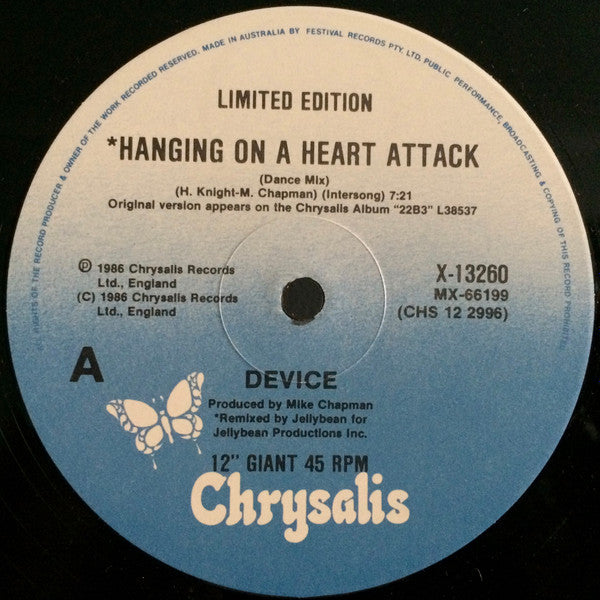 ALL RIGHTS OF THE RECORD PRODUCER & OWNER OF THE WORK RECORDED RESERVED. MADE IN AUSTRALIA BY FESTIVAL RECORDS PTY. LTD. PUBLIC PERFORMANCE, BROADCASTING & COPYING OF THIS RECORD PROHIBITED.
LIMITED EDITION
*HANGING ON A HEART ATTACK
(Dance Mix)
(H. Knight-M. Chapman) (Intersong) 7:21
Original version appears on the Chrysalis Album "22B3" L38537
℗ 1986 Chrysalis Records
Ltd., England
(C) 1986 Chrysalis Records
Ltd., England
X-13260
MX-66199
(CHS 12 2996)
A
DEVICE
Produced by Mike Chapman
*Remixed by Jellybean for
Jellybean Productions Inc.
12" GIANT 45 RPM
Chrysalis